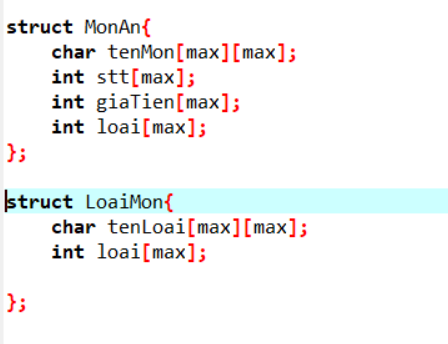 struct MonAn{
char tenMon[max][max];
int stt[max];
int giaTien[max];
int loai[max];
};
struct LoaiMon{
char tenLoai[max][max];
int loai[max];
};